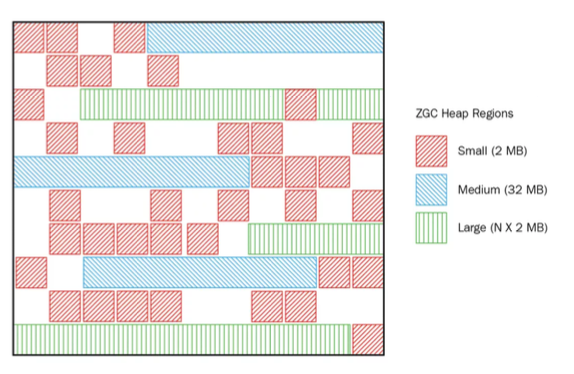 ZGC Heap Regions
Small (2 MB)
Medium (32 MB)
Large (N X 2 MB)